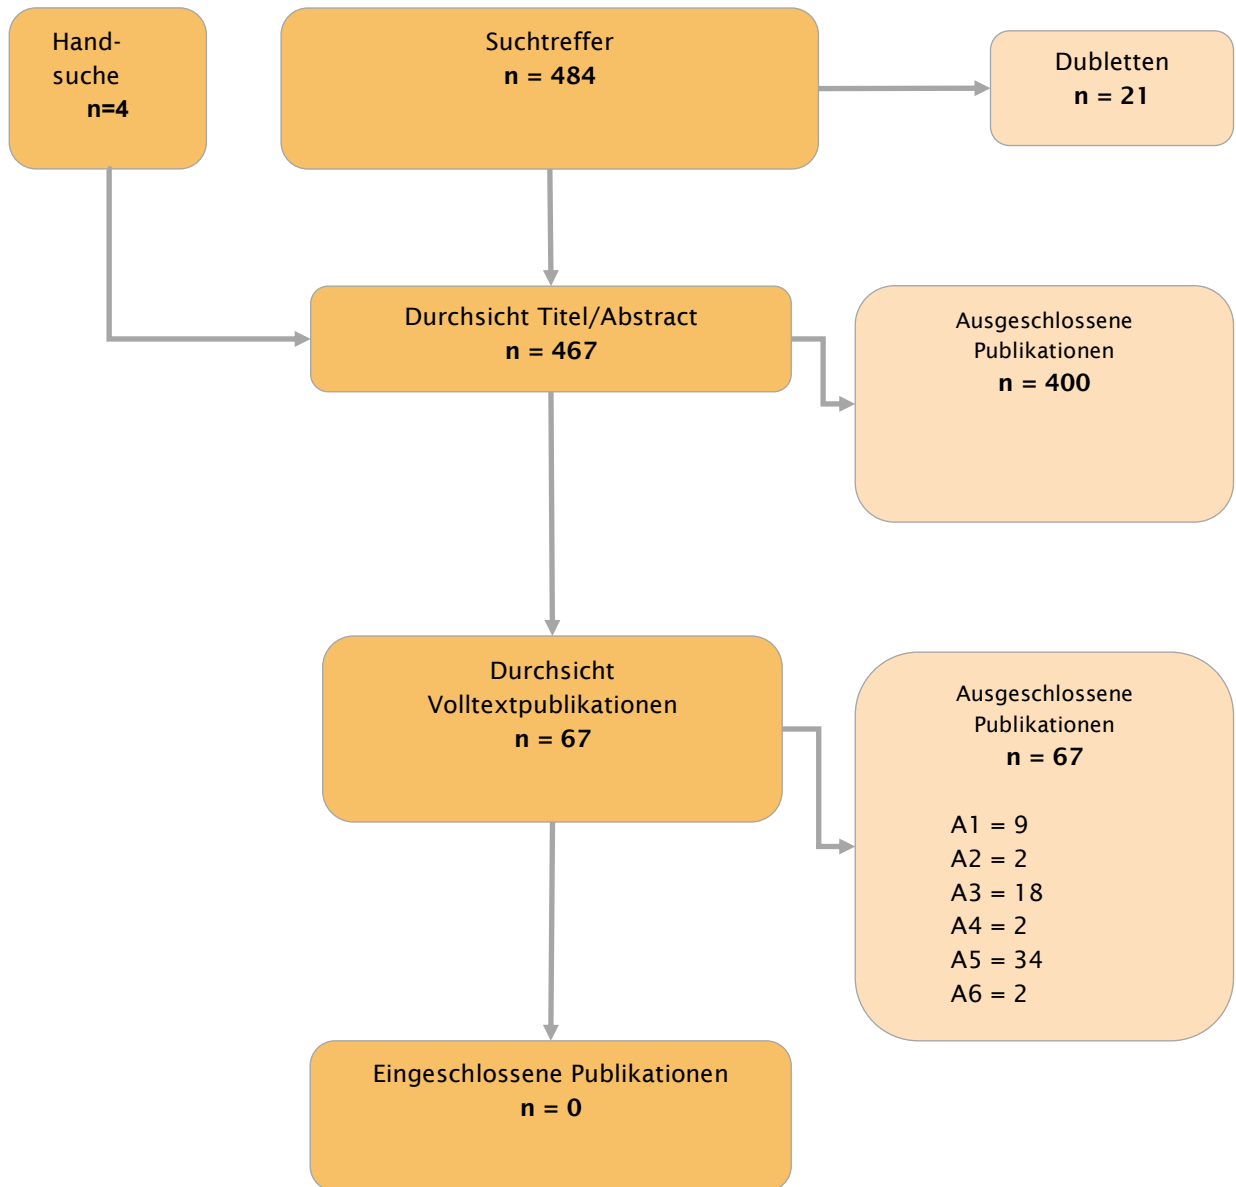 Hand-
suche
n=4
Suchtreffer
n = 484
Dubletten
n = 21
Durchsicht Titel/Abstract
n = 467
Ausgeschlossene
Publikationen
n = 400
Durchsicht
Volltextpublikationen
n = 67
Ausgeschlossene
Publikationen
n = 67
A1 = 9
A2 = 2
A3 = 18
A4 = 2
A5 = 34
A6 = 2
Eingeschlossene Publikationen
n = 0